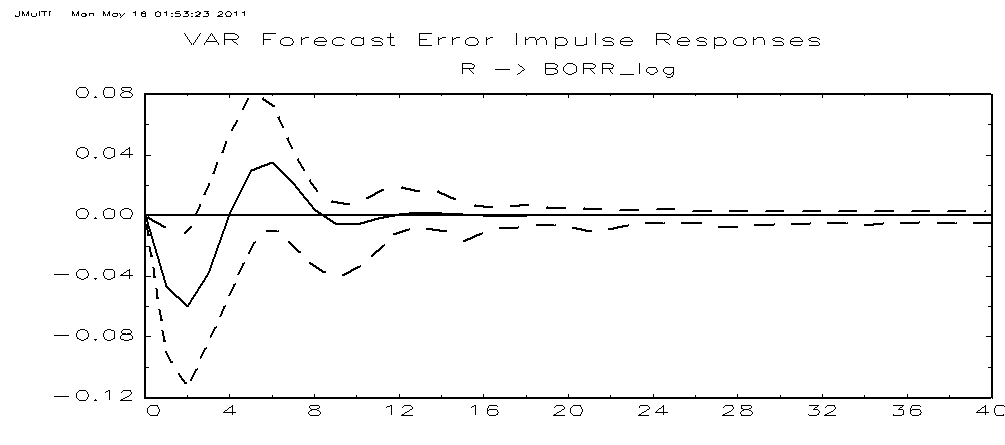 JMulTi Mon May 16 01:53:23 2011
VAR Forecast Error Impulse Responses
R -> BORR_log
0.08
0.04
0.00
-0.04
-0.08
-0.12
0 4 8 12 16 20 24 28 32 36 40